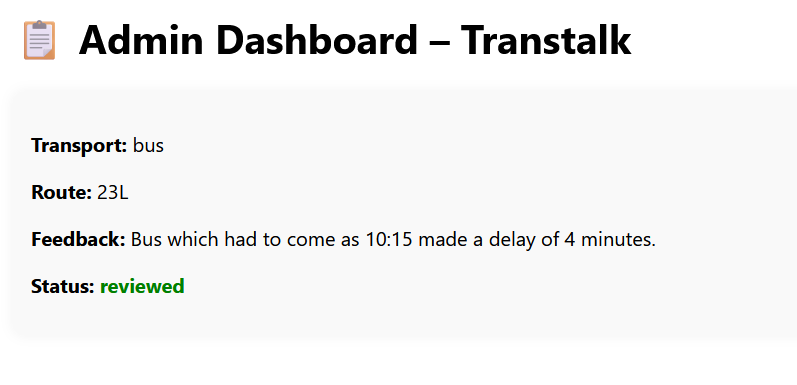 Admin Dashboard – Transtalk
Transport: bus
Route: 23L
Feedback: Bus which had to come as 10:15 made a delay of 4 minutes.
Status: reviewed